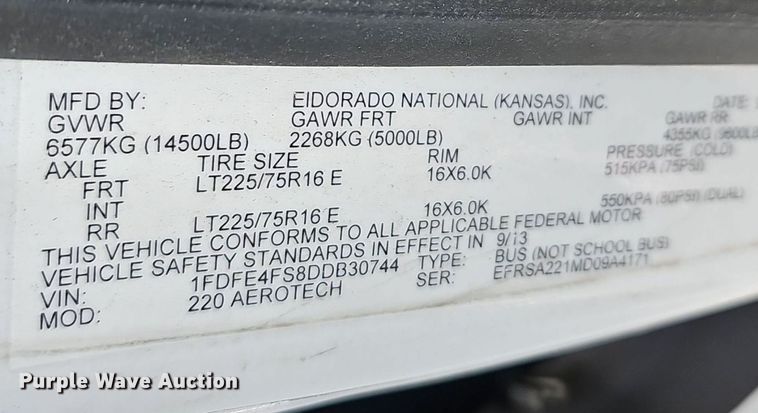 MFD BY: EIDORADO NATIONAL (KANSAS), INC. DATE:
GVWR GAWR FRT GAWR INT GAWR RR
6577KG (14500LB) 2268KG (5000LB) 4355KG (9600LB
AXLE TIRE SIZE RIM PRESSURE (COLD)
FRT LT225/75R16 E 16X6.0K 515KPA (75PSI)
INT
RR LT225/75R16 E 16X6.0K 550KPA (80PSI) (DUAL)
THIS VEHICLE CONFORMS TO ALL APPLICABLE FEDERAL MOTOR
VEHICLE SAFETY STANDARDS IN EFFECT IN 9/13
VIN: 1FDFE4FS8DDB30744 TYPE: BUS (NOT SCHOOL BUS)
MOD: 220 AEROTECH SER: EFRSA221MD09A4171
Purple Wave Auction